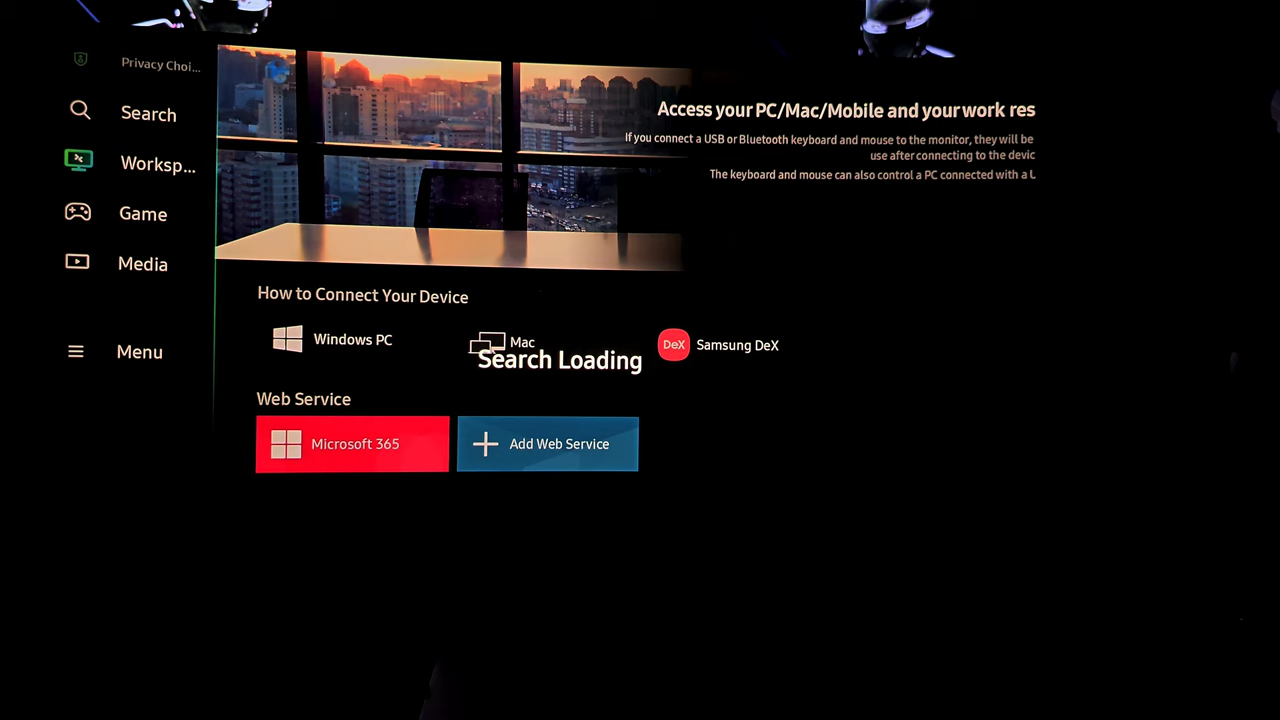 Privacy Choi...
Search
Worksp...
Game
Media
Menu
Access your PC/Mac/Mobile and your work res
If you connect a USB or Bluetooth keyboard and mouse to the monitor, they will be
use after connecting to the devic
The keyboard and mouse can also control a PC connected with a U
How to Connect Your Device
Windows PC
Mac
DeX Samsung DeX
Search Loading
Web Service
Microsoft 365
Add Web Service